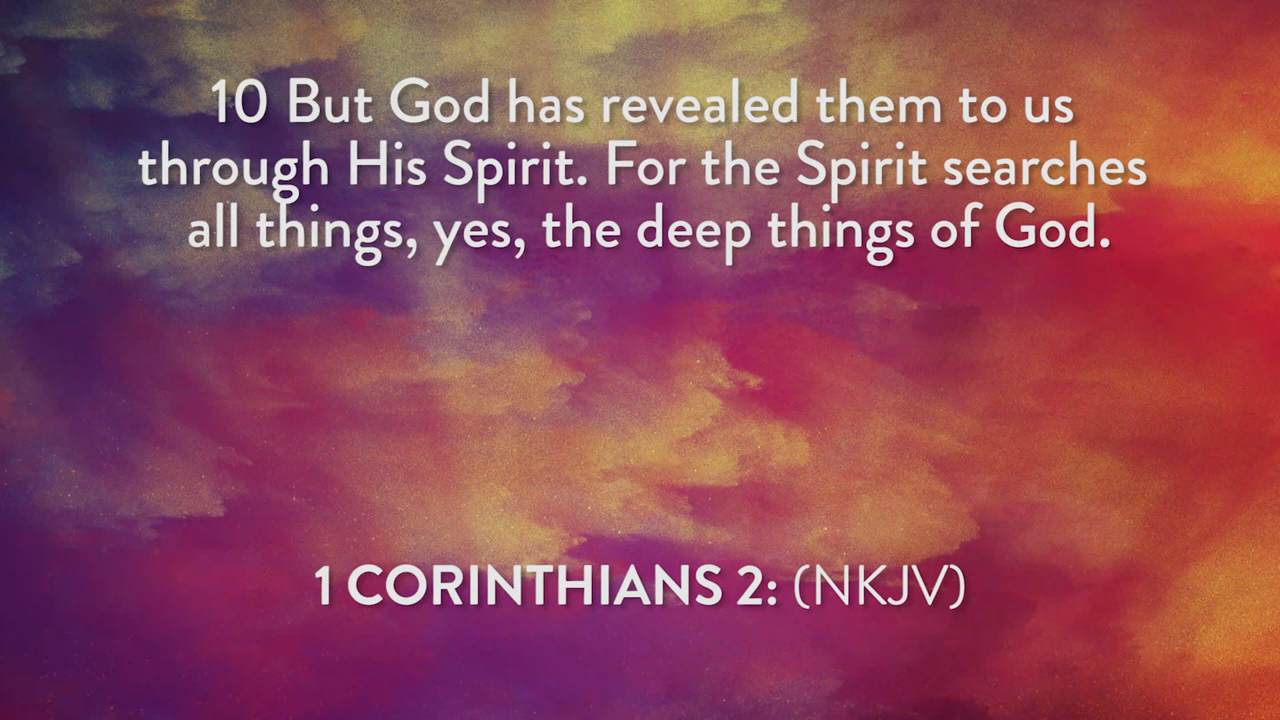 10 But God has revealed them to us
through His Spirit. For the Spirit searches
all things, yes, the deep things of God.
1 CORINTHIANS 2: (NKJV)